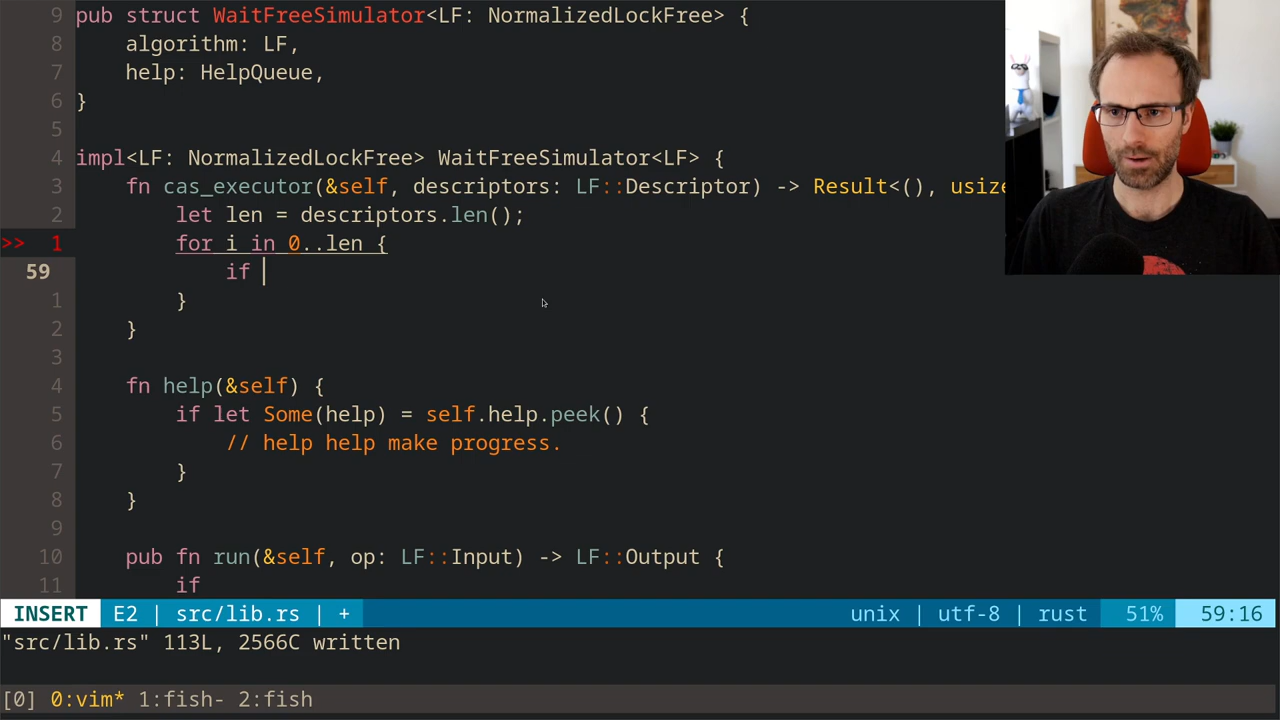 9 pub struct WaitFreeSimulator<LF: NormalizedLockFree> {
8     algorithm: LF,
7     help: HelpQueue,
6 }
5
4 impl<LF: NormalizedLockFree> WaitFreeSimulator<LF> {
3     fn cas_executor(&self, descriptors: LF::Descriptor) -> Result<(), usize
2         let len = descriptors.len();
>> 1         for i in 0..len {
59             if
1         }
2     }
3
4     fn help(&self) {
5         if let Some(help) = self.help.peek() {
6             // help help make progress.
7         }
8     }
9
10     pub fn run(&self, op: LF::Input) -> LF::Output {
11         if
INSERT E2 | src/lib.rs | + unix | utf-8 | rust 51% 59:16
"src/lib.rs" 113L, 2566C written
[0] 0:vim* 1:fish- 2:fish